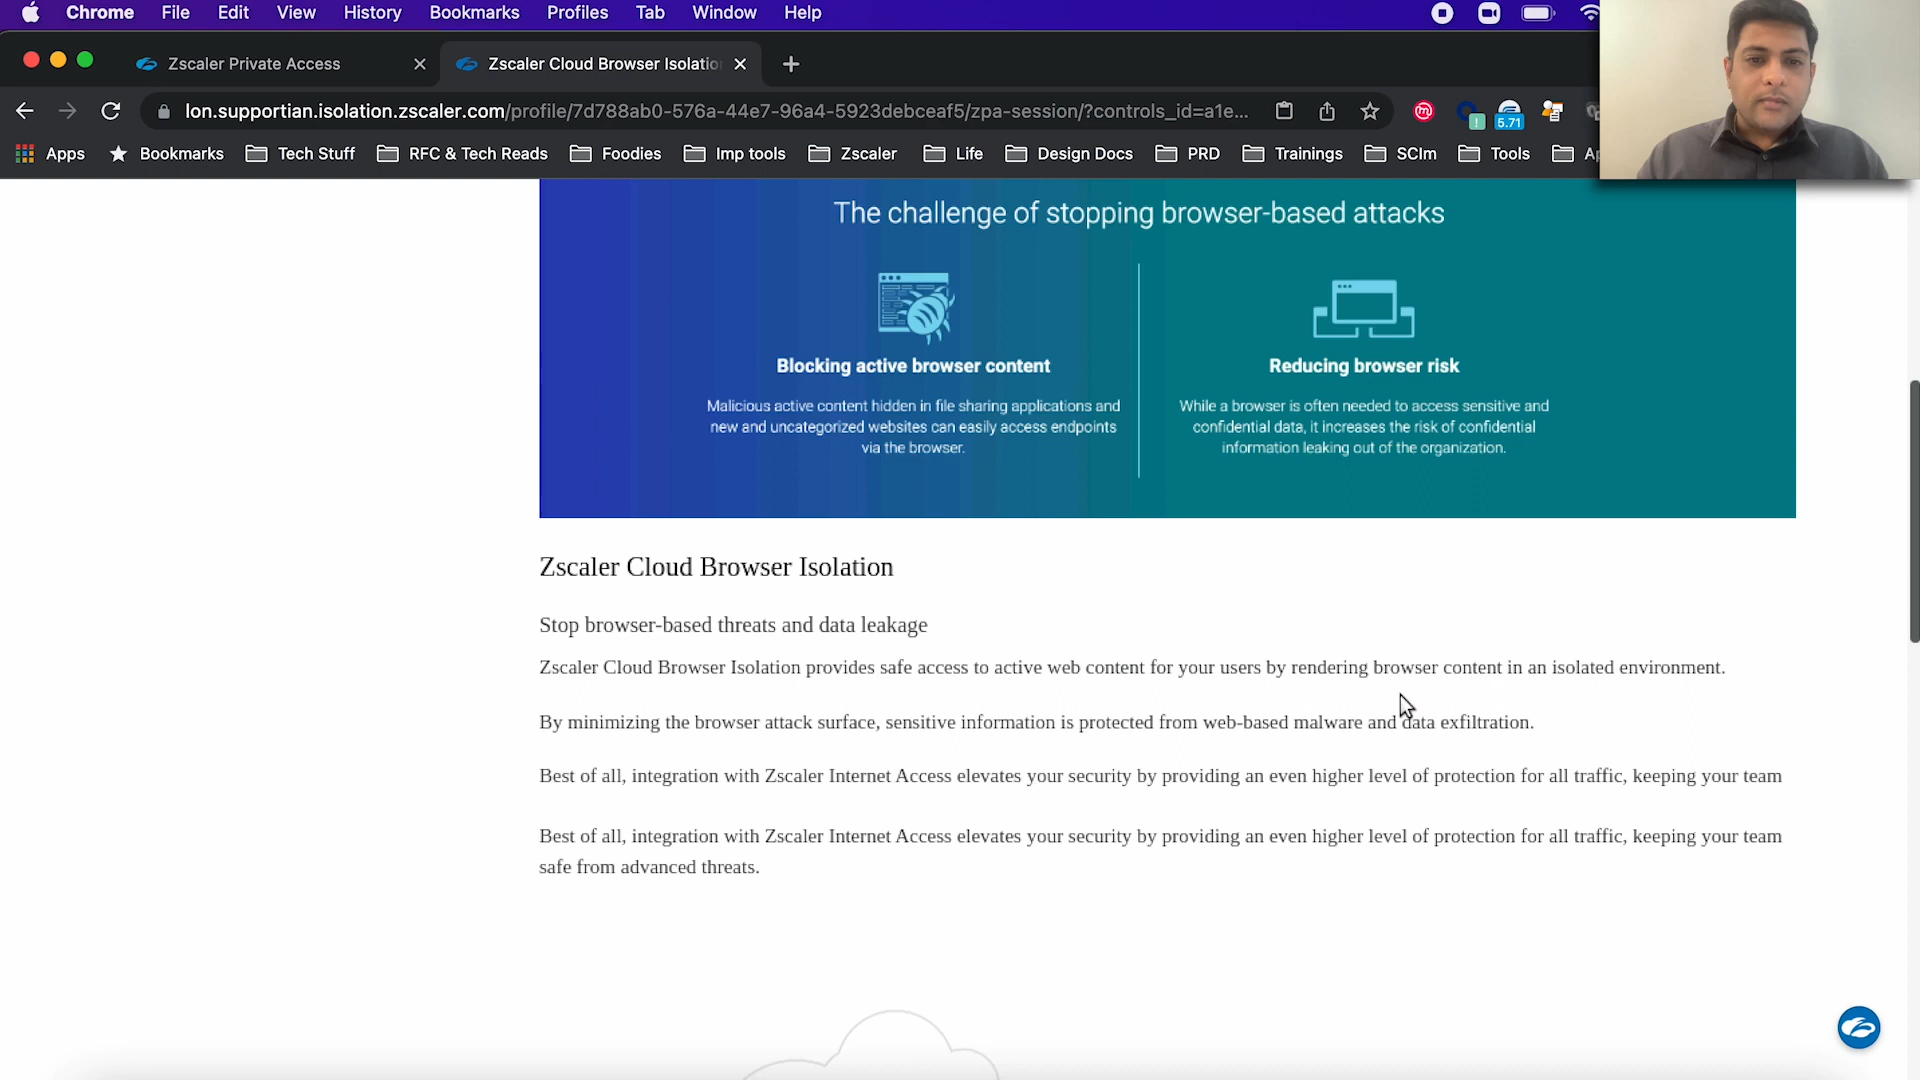 Chrome File Edit View History Bookmarks Profiles Tab Window Help
Zscaler Private Access
Zscaler Cloud Browser Isolatio
lon.supportian.isolation.zscaler.com/profile/7d788ab0-576a-44e7-96a4-5923debceaf5/zpa-session/?controls_id=a1e...
5.71
Apps Bookmarks Tech Stuff RFC & Tech Reads Foodies Imp tools Zscaler Life Design Docs PRD Trainings SCIm Tools
The challenge of stopping browser-based attacks
Blocking active browser content
Malicious active content hidden in file sharing applications and
new and uncategorized websites can easily access endpoints
via the browser.
Reducing browser risk
While a browser is often needed to access sensitive and
confidential data, it increases the risk of confidential
information leaking out of the organization.
Zscaler Cloud Browser Isolation
Stop browser-based threats and data leakage
Zscaler Cloud Browser Isolation provides safe access to active web content for your users by rendering browser content in an isolated environment.
By minimizing the browser attack surface, sensitive information is protected from web-based malware and data exfiltration.
Best of all, integration with Zscaler Internet Access elevates your security by providing an even higher level of protection for all traffic, keeping your team
Best of all, integration with Zscaler Internet Access elevates your security by providing an even higher level of protection for all traffic, keeping your team
safe from advanced threats.